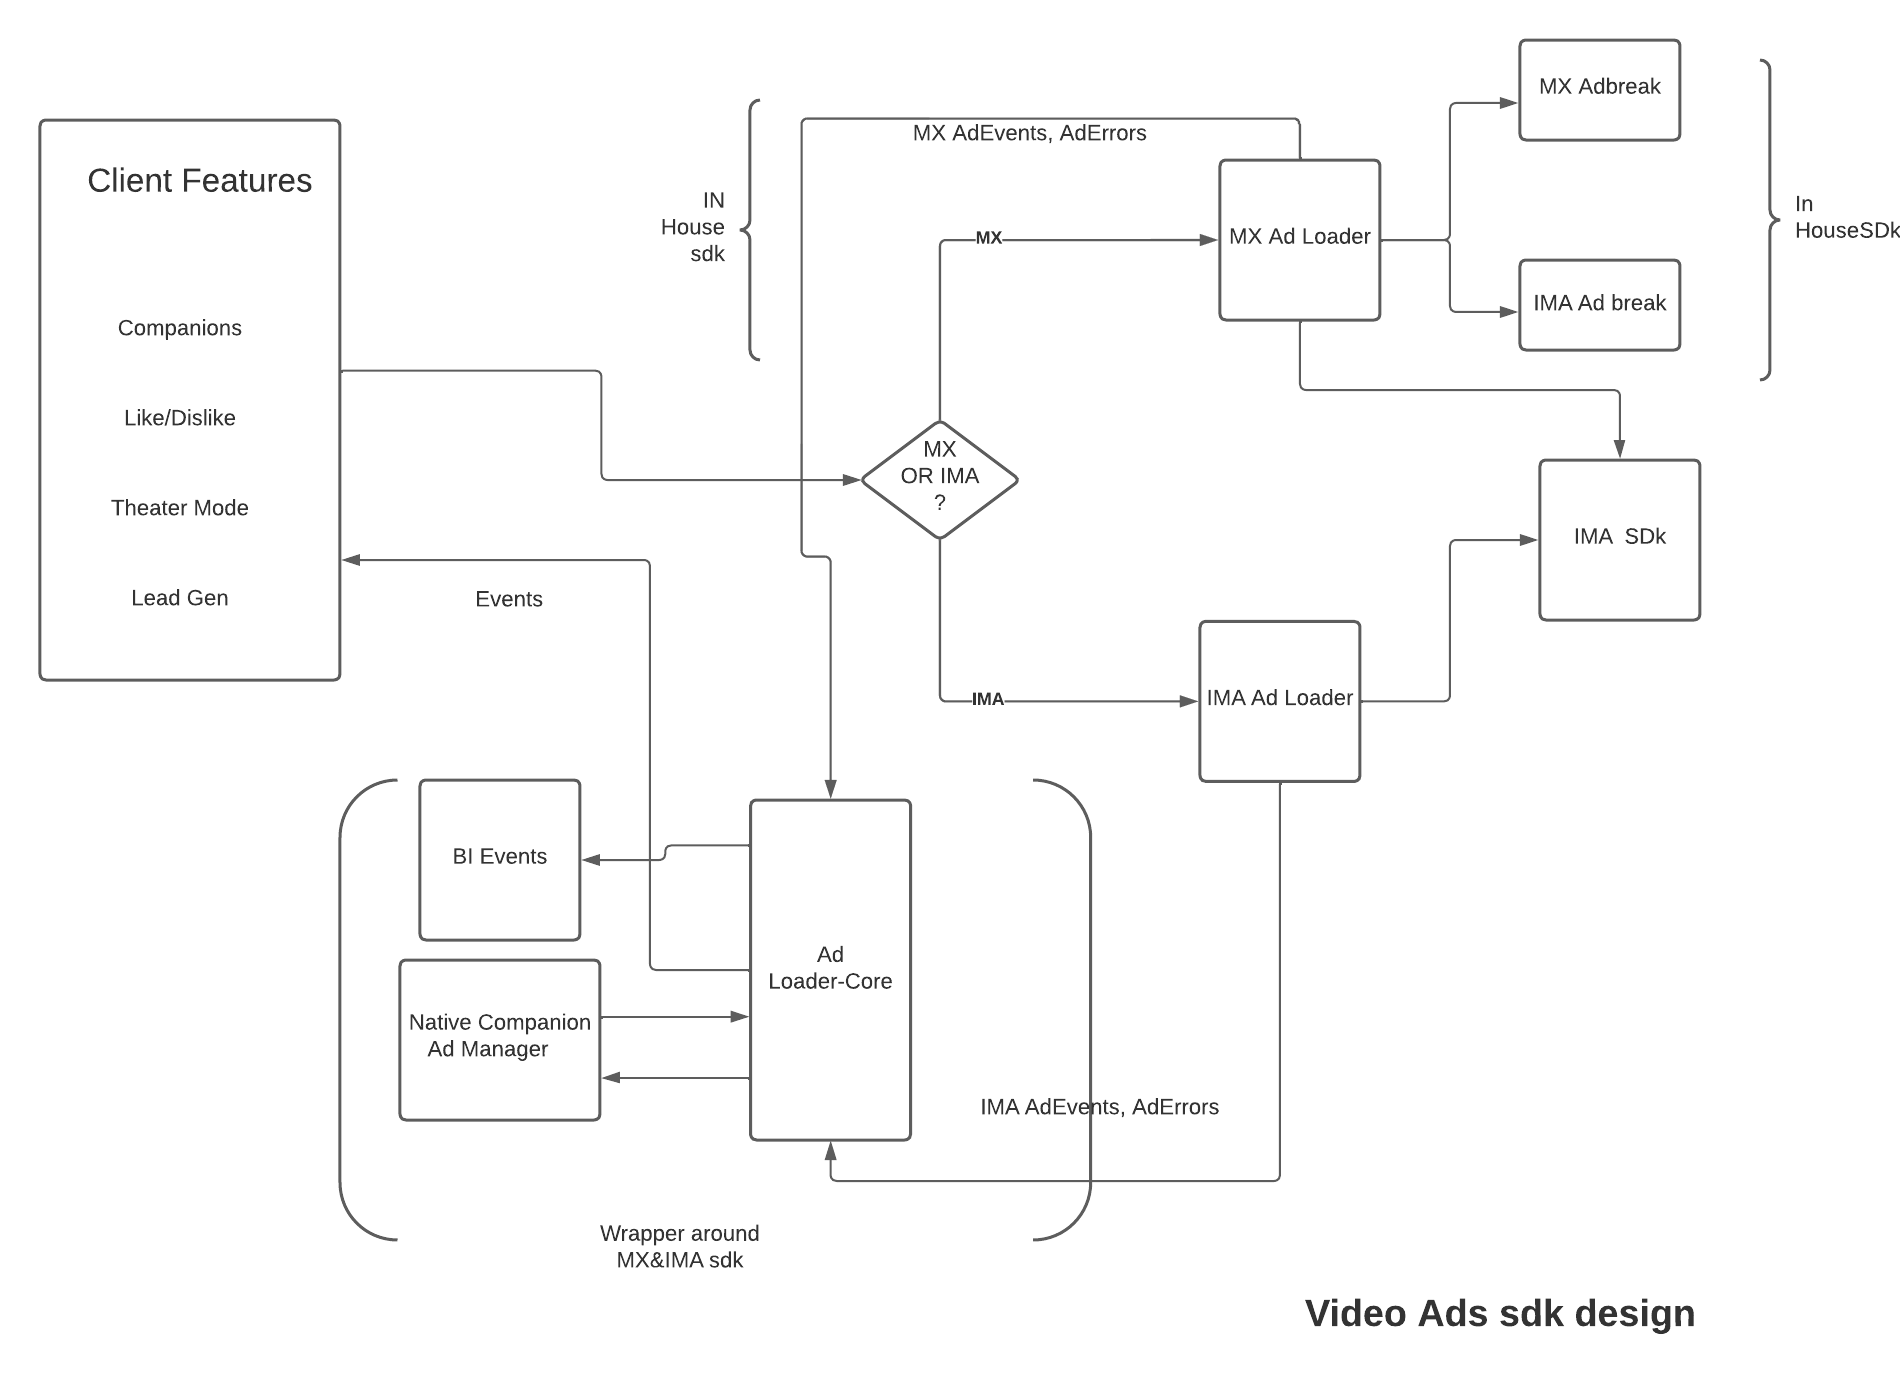 Client Features
Companions
Like/Dislike
Theater Mode
Lead Gen
IN
House
sdk
MX AdEvents, AdErrors
MX
MX Ad Loader
MX Adbreak
IMA Ad break
In
HouseSDk
MX
OR IMA
?
Events
IMA
IMA Ad Loader
IMA  SDk
BI Events
Native Companion
Ad Manager
Ad
Loader-Core
IMA AdEvents, AdErrors
Wrapper around
MX&IMA sdk
Video Ads sdk design